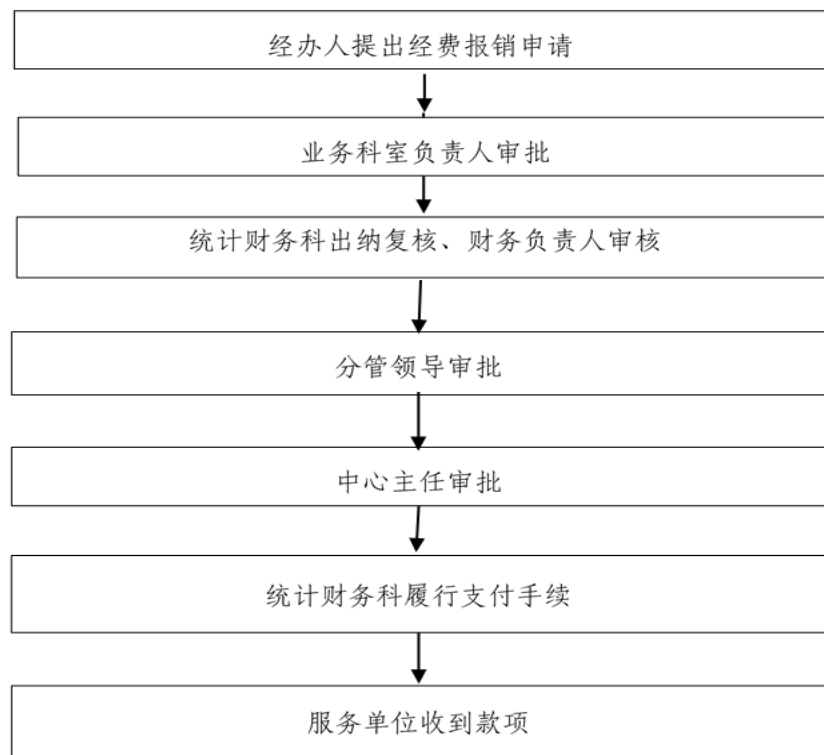 经办人提出经费报销申请
业务科室负责人审批
统计财务科出纳复核、财务负责人审核
分管领导审批
中心主任审批
统计财务科履行支付手续
服务单位收到款项